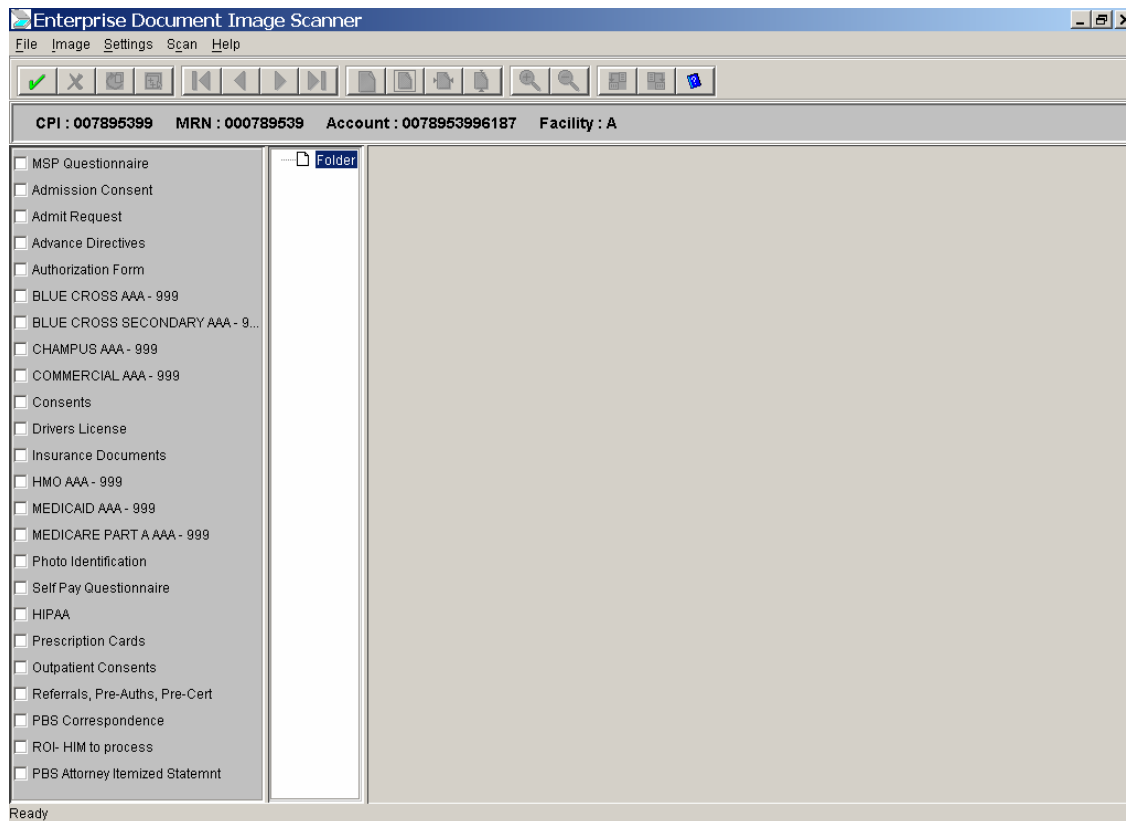 Enterprise Document Image Scanner
File Image Settings Scan Help
CPI : 007895399 MRN : 000789539 Account : 0078953996187 Facility : A
MSP Questionnaire
Folder
Admission Consent
Admit Request
Advance Directives
Authorization Form
BLUE CROSS AAA - 999
BLUE CROSS SECONDARY AAA - 9...
CHAMPUS AAA - 999
COMMERCIAL AAA - 999
Consents
Drivers License
Insurance Documents
HMO AAA - 999
MEDICAID AAA - 999
MEDICARE PART A AAA - 999
Photo Identification
Self Pay Questionnaire
HIPAA
Prescription Cards
Outpatient Consents
Referrals, Pre-Auths, Pre-Cert
PBS Correspondence
ROI- HIM to process
PBS Attorney Itemized Statemnt
Ready